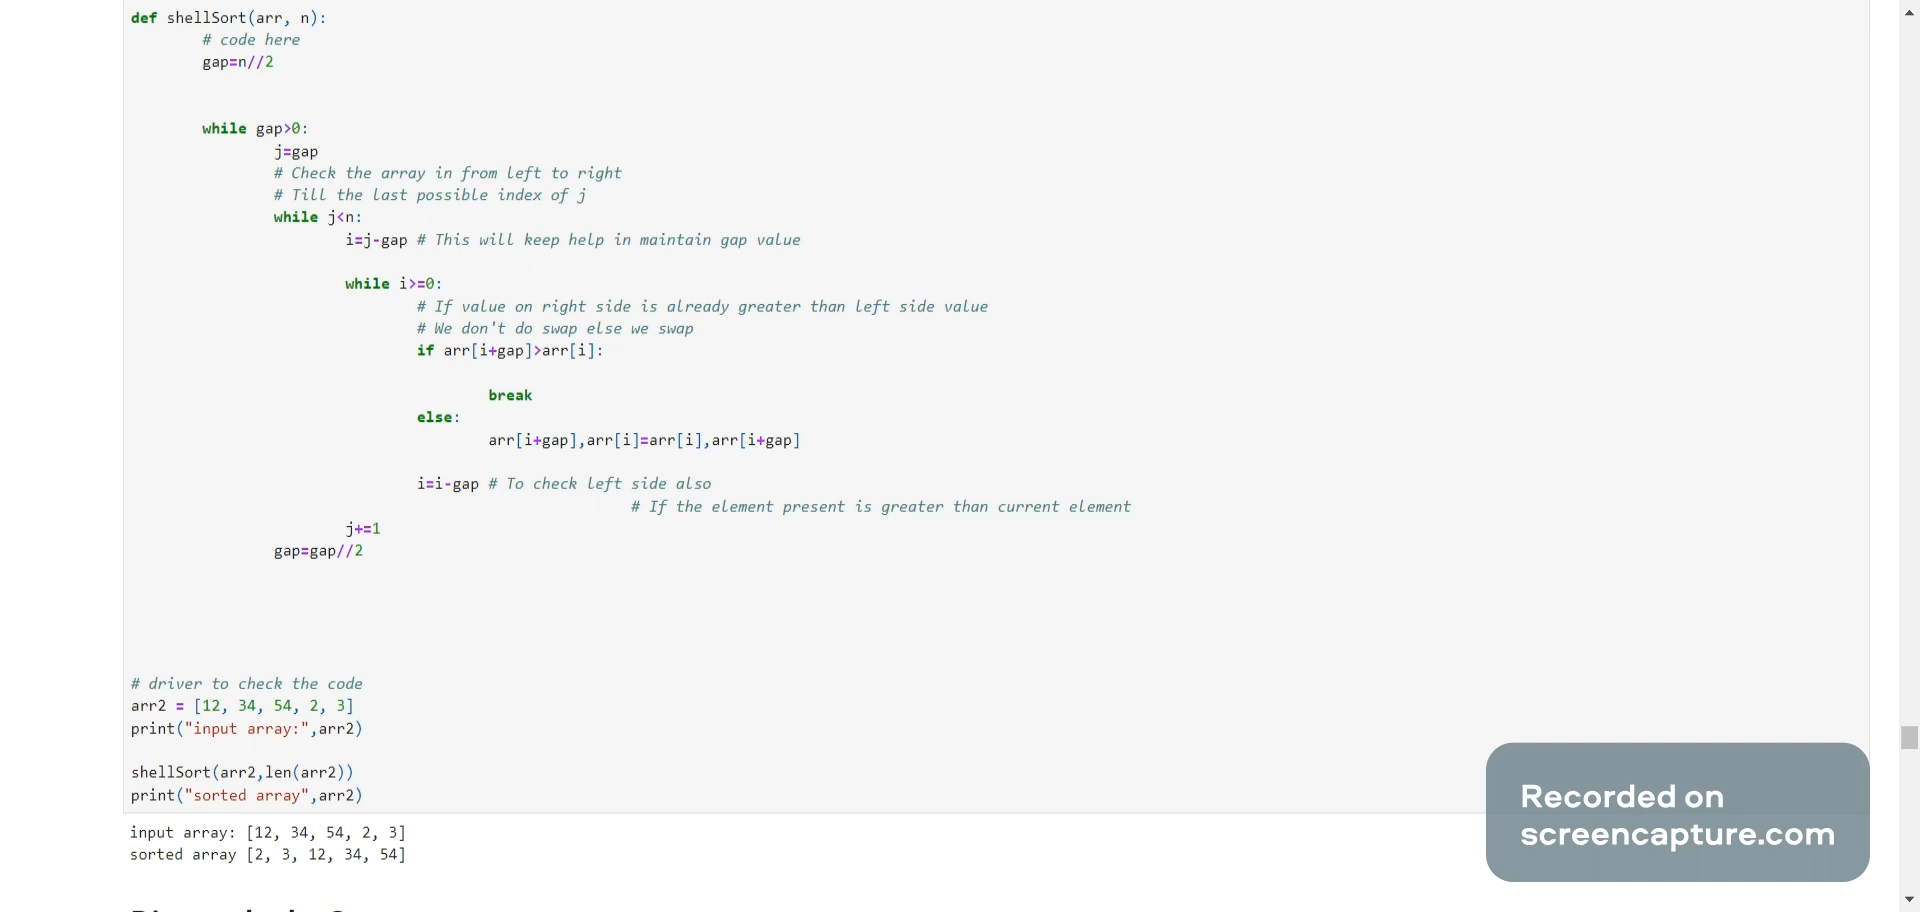 def shellSort(arr, n):
# code here
gap=n//2
while gap>0:
j=gap
# Check the array in from left to right
# Till the last possible index of j
while j<n:
i=j-gap # This will keep help in maintain gap value
while i>=0:
# If value on right side is already greater than left side value
# We don't do swap else we swap
if arr[i+gap]>arr[i]:
break
else:
arr[i+gap],arr[i]=arr[i],arr[i+gap]
i=i-gap # To check left side also
# If the element present is greater than current element
j+=1
gap=gap//2
# driver to check the code
arr2 = [12, 34, 54, 2, 3]
print("input array:",arr2)
shellSort(arr2,len(arr2))
print("sorted array",arr2)
input array: [12, 34, 54, 2, 3]
sorted array [2, 3, 12, 34, 54]
Recorded on
screencapture.com